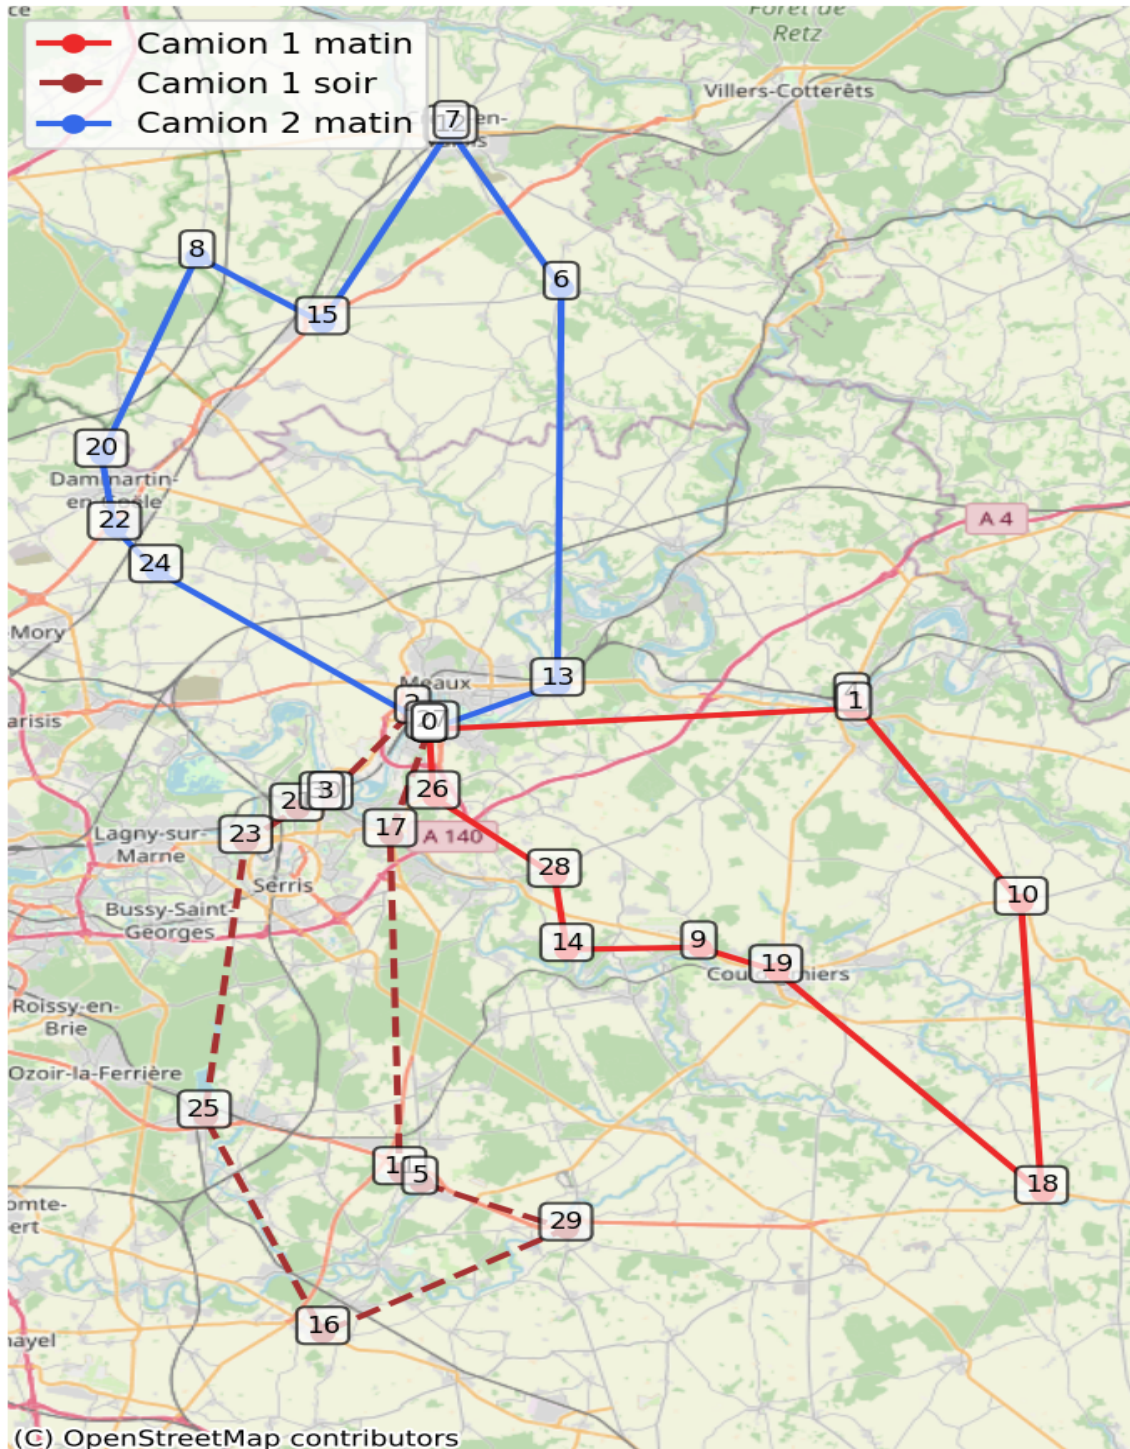 Forêt de
Retz
Camion 1 matin
Camion 1 soir
Camion 2 matin
Villers-Cotterêts
7
8
6
15
20
Dammartin-
22
24
A 4
13
Meaux
1
0
26
3
23
17
Lagny-sur-
Marne
A 140
28
Serris
10
Bussy-Saint-
Georges
14
9
19
Roissy-en-
Brie
Ozoir-la-Ferrière
25
5
18
29
16
(C) OpenStreetMap contributors